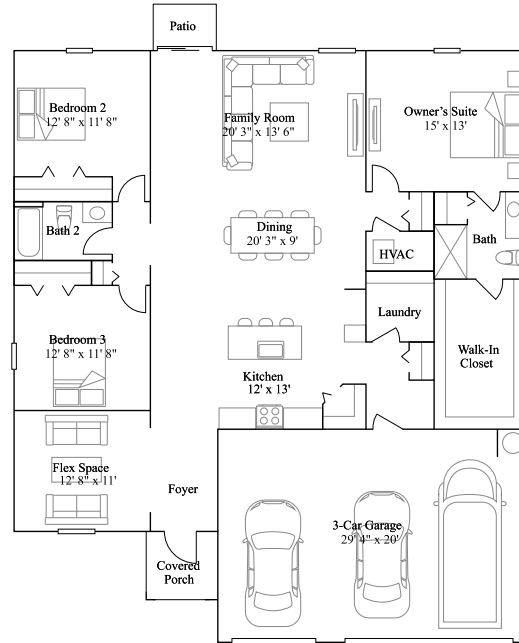 Patio
Bedroom 2
12' 8" x 11' 8"
Family Room
20' 3" x 13' 6"
Owner's Suite
15' x 13'
Bath 2
Dining
20' 3" x 9'
HVAC
Bath
Laundry
Bedroom 3
12' 8" x 11' 8"
Walk-In
Closet
Kitchen
12' x 13'
Flex Space
12' 8" x 11'
Foyer
3-Car Garage
29' 4" x 20'
Covered
Porch